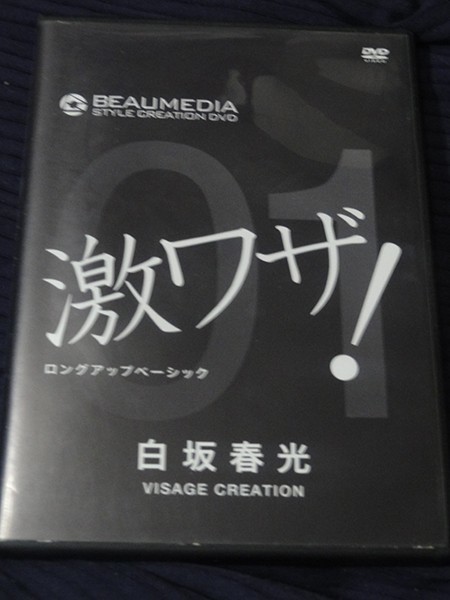 DVD
BEAUMEDIA
STYLE CREATION DVD
01
激ワザ!
ロングアップベーシック
白坂春光
VISAGE CREATION